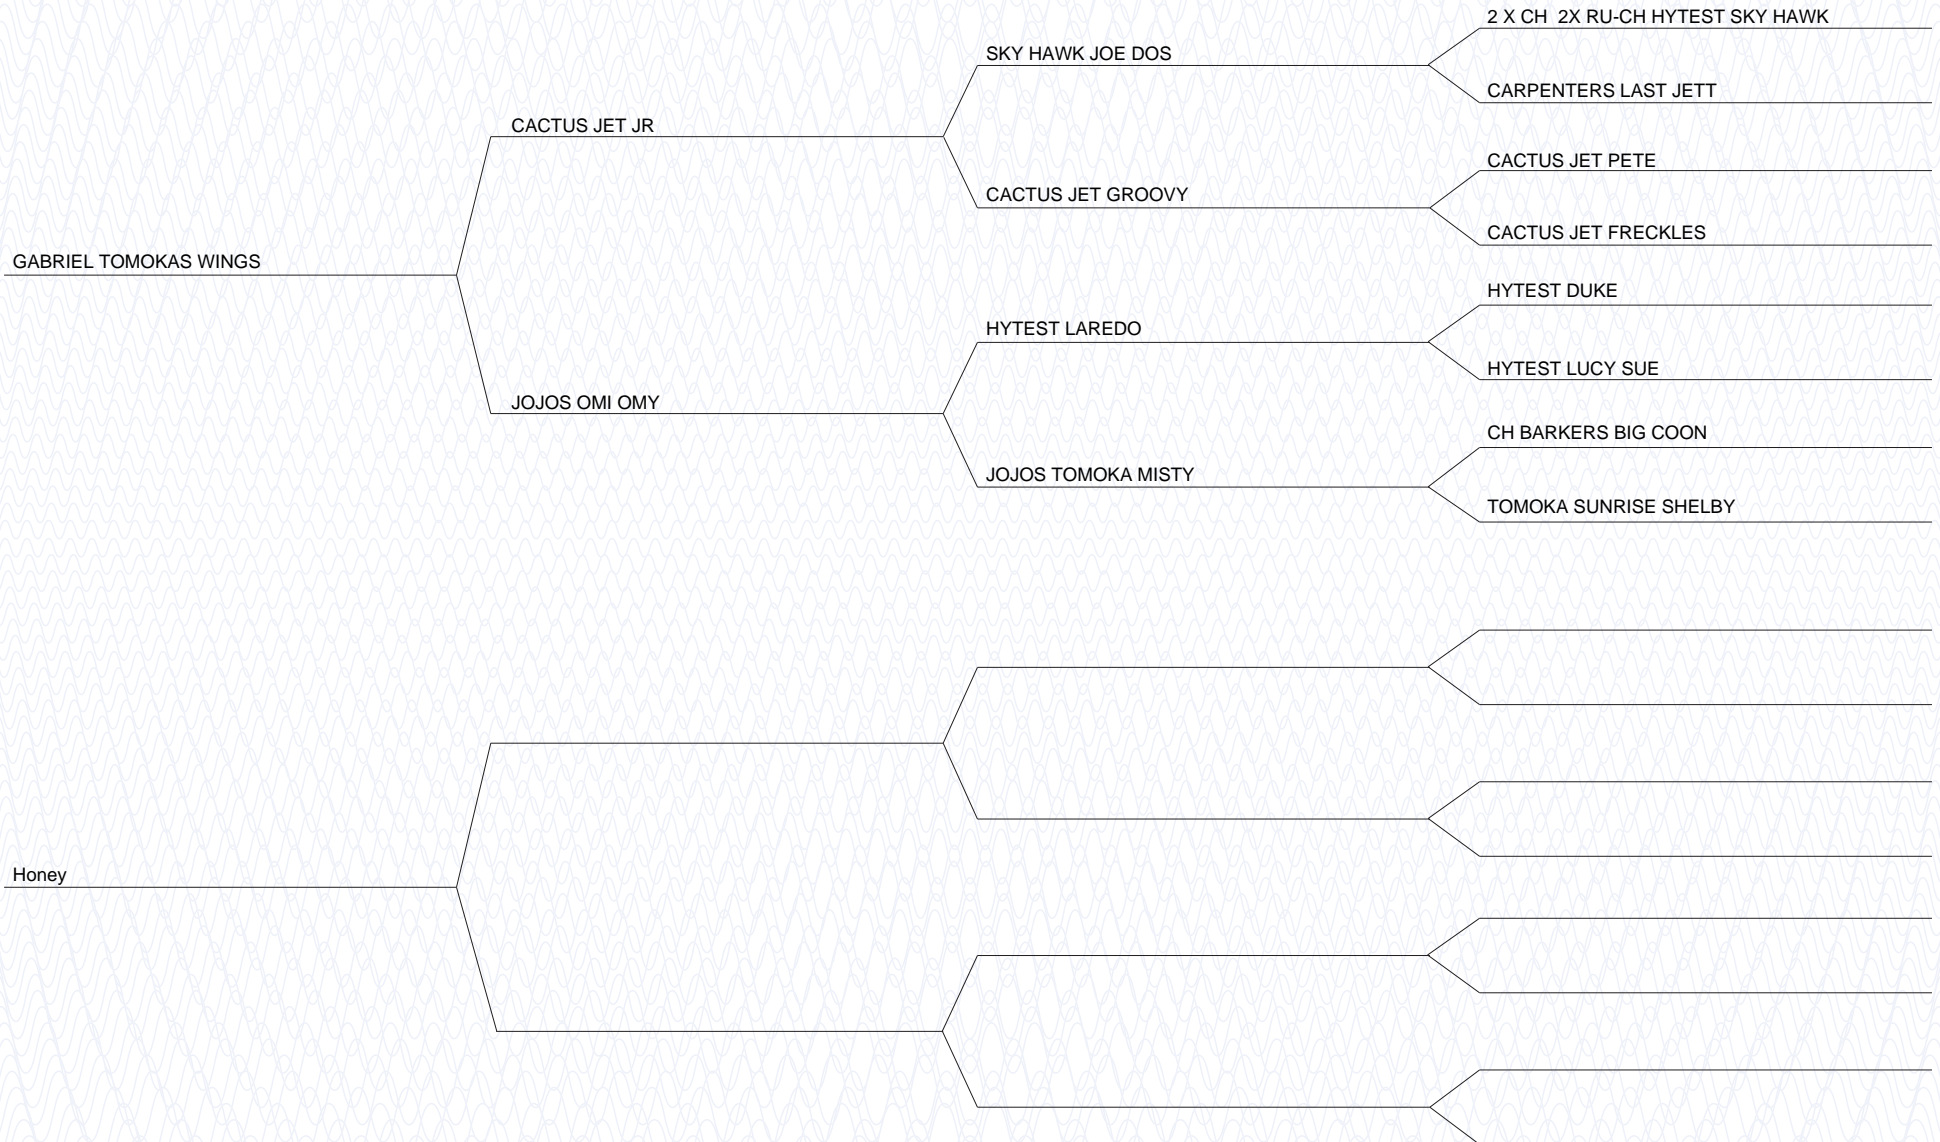 2 X CH  2X RU-CH HYTEST SKY HAWK
SKY HAWK JOE DOS
CARPENTERS LAST JETT
CACTUS JET JR
CACTUS JET PETE
CACTUS JET GROOVY
CACTUS JET FRECKLES
GABRIEL TOMOKAS WINGS
HYTEST DUKE
HYTEST LAREDO
HYTEST LUCY SUE
JOJOS OMI OMY
CH BARKERS BIG COON
JOJOS TOMOKA MISTY
TOMOKA SUNRISE SHELBY
Honey